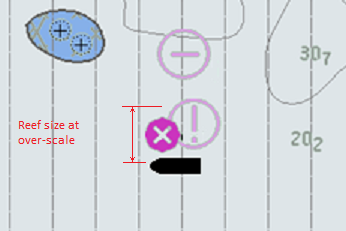 30₇
Reef size at
over-scale
20₂